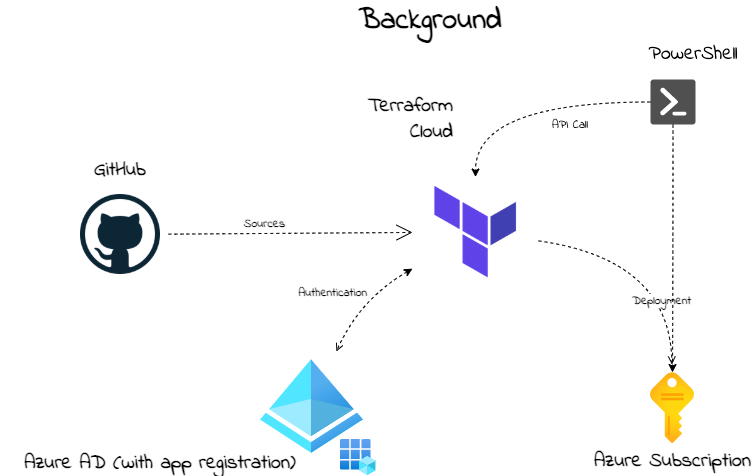 Background
PowerShell
Terraform
Cloud
API Call
GitHub
Sources
Authentication
Deployment
Azure AD (with app registration)
Azure Subscription